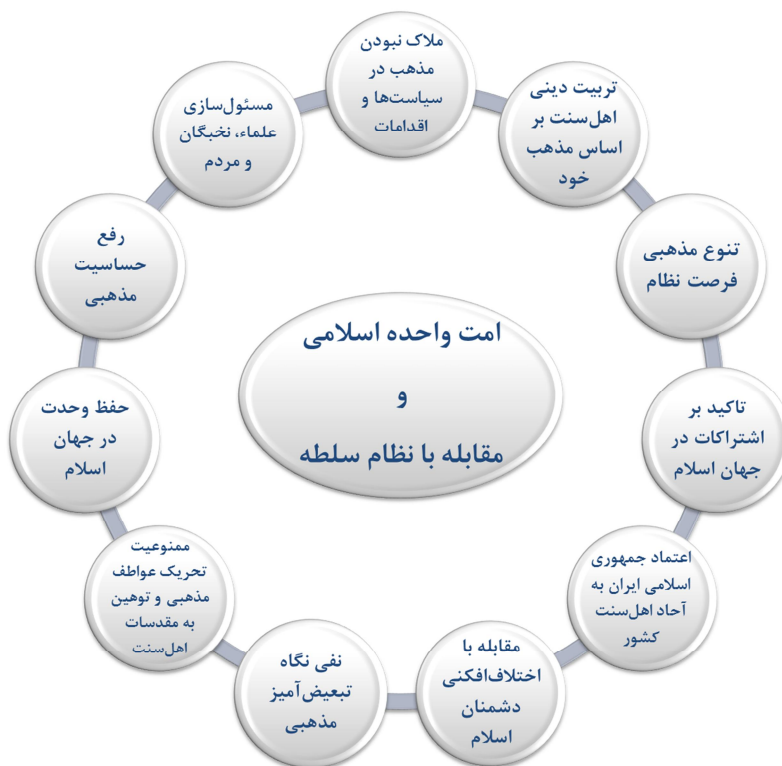 ملاک نبودن
مذهب در
سیاست‌ها و
اقدامات
تربیت دینی
اهل‌سنت بر
اساس مذهب
خود
تنوع مذهبی
فرصت نظام
تاکید بر
اشتراکات در
جهان اسلام
اعتماد جمهوری
اسلامی ایران به
آحاد اهل‌سنت
کشور
مقابله با
اختلاف‌افکنی
دشمنان
اسلام
نفی نگاه
تبعیض‌آمیز
مذهبی
ممنوعیت
تحریک عواطف
مذهبی و توهین
به مقدسات
اهل‌سنت
حفظ وحدت
در جهان
اسلام
رفع
حساسیت
مذهبی
مسئول‌سازی
علماء، نخبگان
و مردم
امت واحده اسلامی
و
مقابله با نظام سلطه